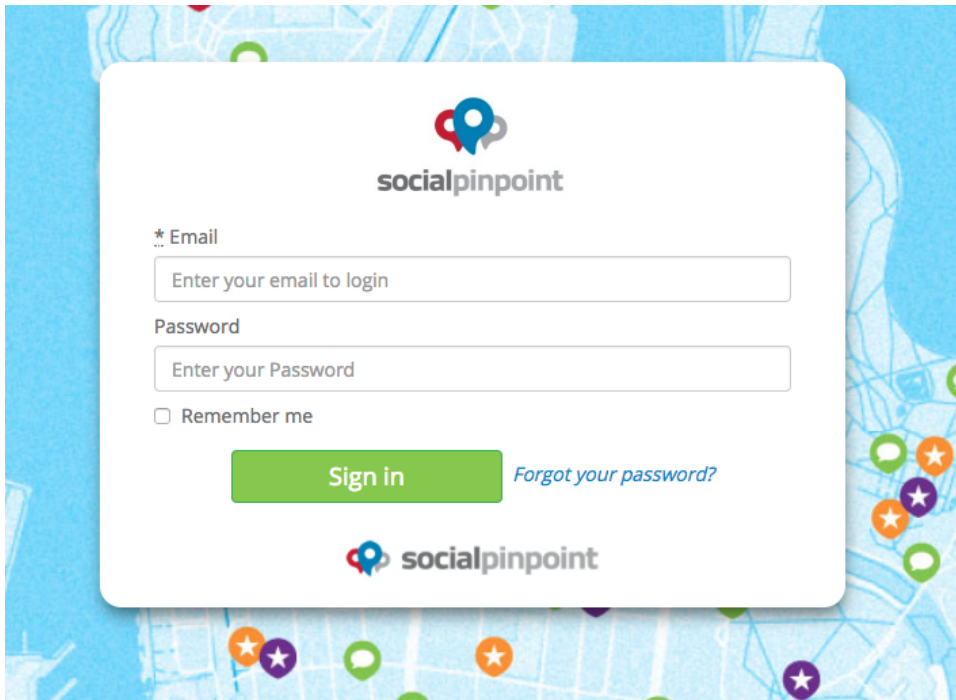 socialpinpoint
* Email
Enter your email to login
Password
Enter your Password
Remember me
Sign in Forgot your password?
socialpinpoint